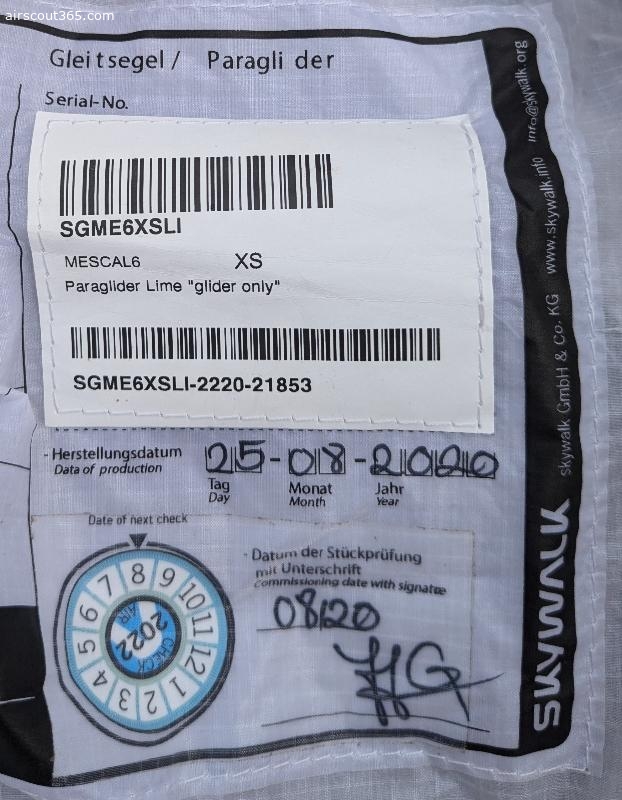 airscout365.com
Gleitsegel / Paragli der
Serial-No.
SGME6XSLI
MESCAL6 XS
Paraglider Lime "glider only"
SGME6XSLI-2220-21853
- Herstellungsdatum 25-08-2020
Data of production
Tag Monat Jahr
Day Month Year
Date of next check
1 2 3 4 5 6 7 8 9 10 11 12
AIR
2022
CHECK
- Datum der Stückprüfung
mit Unterschrift
Commissioning date with signatre
08/20
SKYWALK
skywalk GmbH & Co. KG www.skywalk.info info@skywalk.org